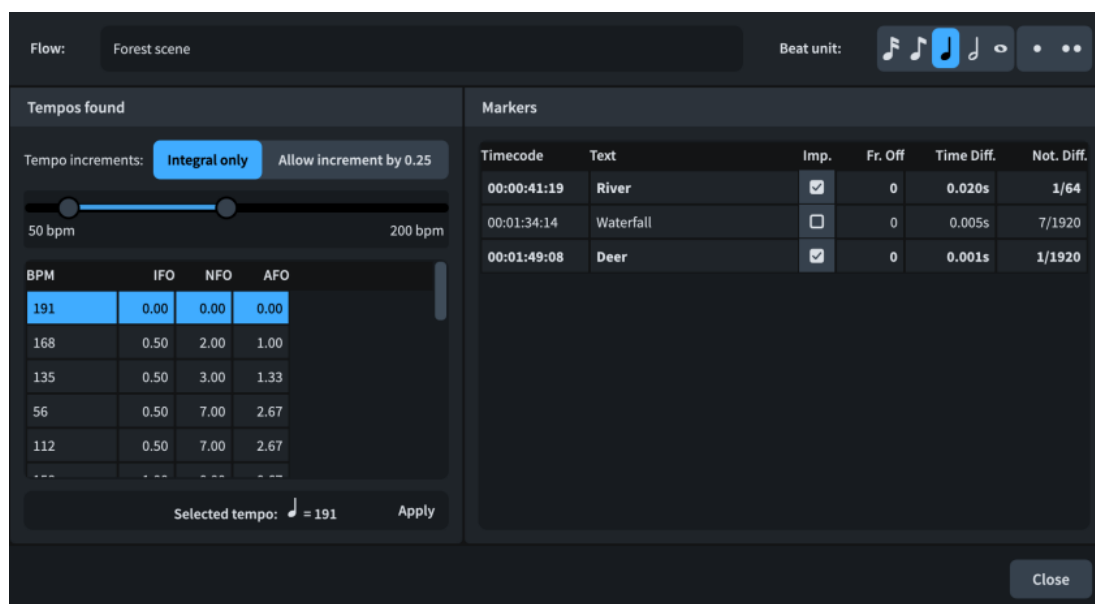 Flow: Forest scene Beat unit:
Tempos found
Tempo increments: Integral only Allow increment by 0.25
50 bpm 200 bpm
BPM IFO NFO AFO
191 0.00 0.00 0.00
168 0.50 2.00 1.00
135 0.50 3.00 1.33
56 0.50 7.00 2.67
112 0.50 7.00 2.67
Selected tempo: = 191 Apply
Markers
Timecode Text Imp. Fr. Off Time Diff. Not. Diff.
00:00:41:19 River 0 0.020s 1/64
00:01:34:14 Waterfall 0 0.005s 7/1920
00:01:49:08 Deer 0 0.001s 1/1920
Close